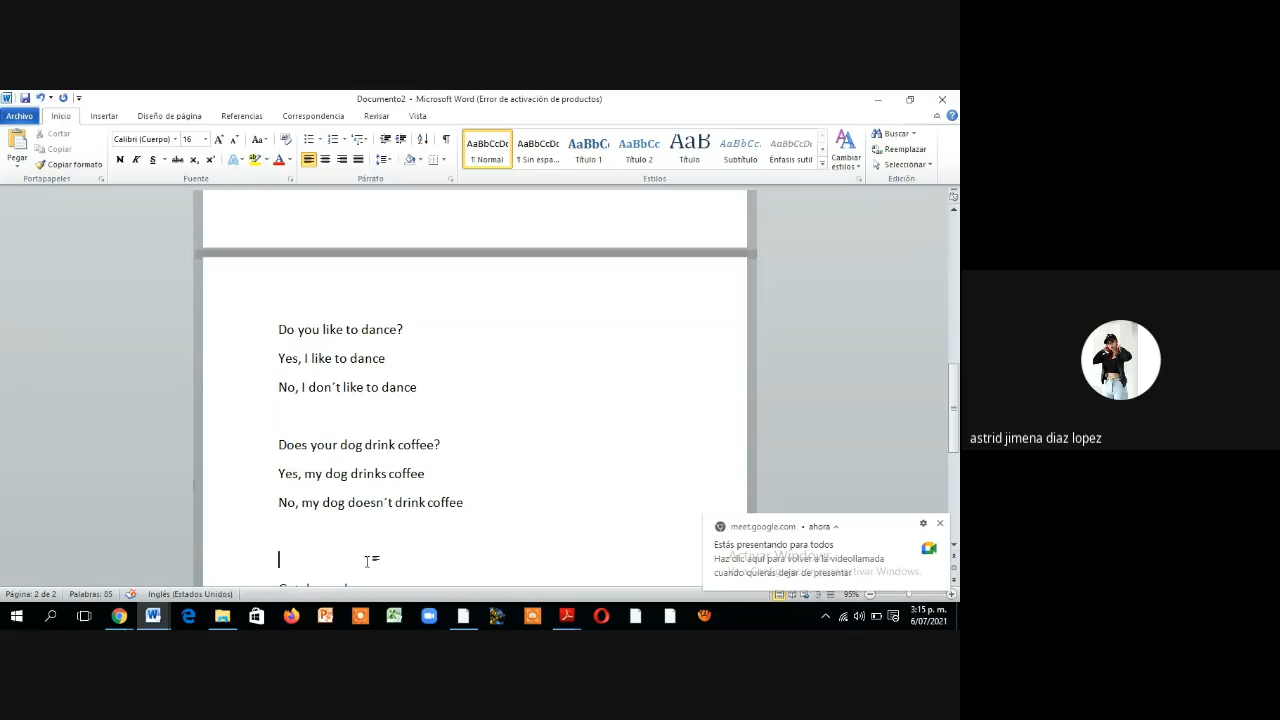 Documento2 - Microsoft Word (Error de activación de productos)
Archivo Inicio Insertar Diseño de página Referencias Correspondencia Revisar Vista
Pegar
Cortar
Copiar
Copiar formato
Portapapeles
Calibri (Cuerpo) 16
Fuente
Párrafo
AaBbCcDc AaBbCcDc AaBbC AaBbCc AaB AaBbCc. AaBbCcDc
¶ Normal ¶ Sin espa... Título 1 Título 2 Título Subtítulo Énfasis sutil
Cambiar estilos
Estilos
Buscar
Reemplazar
Seleccionar
Edición
Do you like to dance?
Yes, I like to dance
No, I don´t like to dance
Does your dog drink coffee?
Yes, my dog drinks coffee
No, my dog doesn´t drink coffee
meet.google.com • ahora
Estás presentando para todos
Haz clic aquí para volver a la videollamada
cuando quieras dejar de presentar.
Activar Windows
Página: 2 de 2 Palabras: 85 Inglés (Estados Unidos) 95%
3:15 p. m.
6/07/2021
astrid jimena diaz lopez